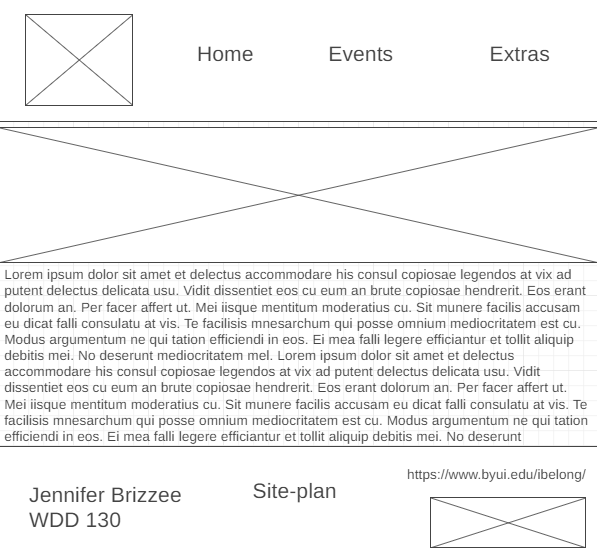 Home Events Extras
Lorem ipsum dolor sit amet et delectus accommodare his consul copiosae legendos at vix ad
putent delectus delicata usu. Vidit dissentiet eos cu eum an brute copiosae hendrerit. Eos erant
dolorum an. Per facer affert ut. Mei iisque mentitum moderatius cu. Sit munere facilis accusam
eu dicat falli consulatu at vis. Te facilisis mnesarchum qui posse omnium mediocritatem est cu.
Modus argumentum ne qui tation efficiendi in eos. Ei mea falli legere efficiantur et tollit aliquip
debitis mei. No deserunt mediocritatem mel. Lorem ipsum dolor sit amet et delectus
accommodare his consul copiosae legendos at vix ad putent delectus delicata usu. Vidit
dissentiet eos cu eum an brute copiosae hendrerit. Eos erant dolorum an. Per facer affert ut.
Mei iisque mentitum moderatius cu. Sit munere facilis accusam eu dicat falli consulatu at vis. Te
facilisis mnesarchum qui posse omnium mediocritatem est cu. Modus argumentum ne qui tation
efficiendi in eos. Ei mea falli legere efficiantur et tollit aliquip debitis mei. No deserunt
Jennifer Brizzee
WDD 130
Site-plan
https://www.byui.edu/ibelong/